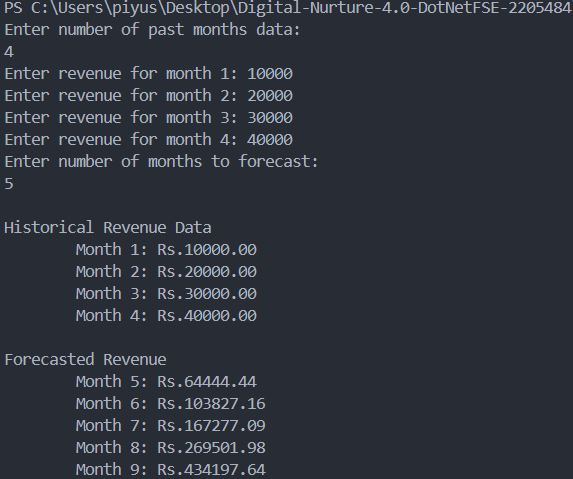 PS C:\Users\piyus\Desktop\Digital-Nurture-4.0-DotNetFSE-2205484
Enter number of past months data:
4
Enter revenue for month 1: 10000
Enter revenue for month 2: 20000
Enter revenue for month 3: 30000
Enter revenue for month 4: 40000
Enter number of months to forecast:
5
Historical Revenue Data
Month 1: Rs.10000.00
Month 2: Rs.20000.00
Month 3: Rs.30000.00
Month 4: Rs.40000.00
Forecasted Revenue
Month 5: Rs.64444.44
Month 6: Rs.103827.16
Month 7: Rs.167277.09
Month 8: Rs.269501.98
Month 9: Rs.434197.64